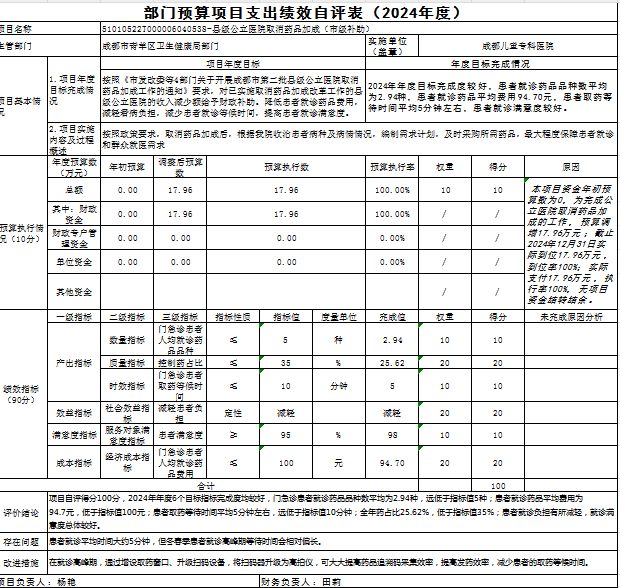 部门预算项目支出绩效自评表（2024年度）
项目名称 51010522T000006040538-县级公立医院取消药品加成（市级补助）
主管部门 成都市青羊区卫生健康局部门 实施单位（盖章） 成都儿童专科医院
项目基本情况 1. 项目年度目标完成情况 项目年度目标 年度目标完成情况
按照《市发改委等4部门关于开展成都市第二批县级公立医院取消
药品加成工作的通知》要求，对已实施取消药品加成改革工作的县
级公立医院的收入减少额给予财政补助。降低患者就诊药品费用，
减轻看病负担，减少患者就诊等候时间，提高患者就诊满意度。
2024年年度目标完成度较好，患者就诊药品品种数平均
为2.94种，患者就诊药品平均费用94.70元，患者取药等
待时间平均5分钟左右，患者就诊满意度较好。
2. 项目实施内容及过程概述 按照政策要求，取消药品加成后，根据我院收治患者病种及病情情况，编制需求计划，及时采购所需药品，最大程度保障患者就诊
和群众就医需求
预算执行情况（10分） 年度预算数（万元） 年初预算 调整后预算数 预算执行数 预算执行率 权重 得分 原因
总额 0.00 17.96 17.96 100.00% 10 10
其中：财政资金 0.00 17.96 17.96 100.00% / /
财政专户管理资金 0.00 0.00 0.00 0.00% / /
单位资金 0.00 0.00 0.00 0.00% / /
其他资金 / /
本项目资金年初预
算数为0，为完成公
立医院取消药品加
成的工作，预算调
增17.96万元；截止
2024年12月31日实
际到位17.96万元，
到位率100%；实际
支付17.96万元，执
行率100%，无项目
资金结转结余。
绩效指标（90分） 一级指标 二级指标 三级指标 指标性质 指标值 度量单位 完成值 权重 得分 未完成原因分析
产出指标 数量指标 门急诊患者人均就诊药品品种 ≤ 5 种 2.94 10 10
质量指标 控制药占比 ≤ 35 % 25.62 20 20
时效指标 门急诊患者取药等候时间 ≤ 10 分钟 5 10 10
效益指标 社会效益指标 减轻患者负担 定性 减轻 减轻 20 20
满意度指标 服务对象满意度指标 患者满意度 ≥ 95 % 98 10 10
成本指标 经济成本指标 门急诊患者人均就诊药品费用 ≤ 100 元 94.70 20 20
合计 100
评价结论 项目自评得分100分，2024年年度6个目标指标完成度均较好，门急诊患者就诊药品品种数平均为2.94种，远低于指标值5种；患者就诊药品平均费用为
94.7元，低于指标值100元；患者取药等待时间平均5分钟左右，远低于指标值10分钟；全年药占比25.62%，低于指标值35%；患者就诊负担有所减轻，就诊满
意度总体较好。
存在问题 患者就诊平均时间大约5分钟，但冬春季患者就诊高峰期等待时间会相对偏长。
改进措施 在就诊高峰期，通过增设取药窗口、升级扫码设备，将扫码器升级为高拍仪，可大大提高药品追溯码采集效率，提高发药效率，减少患者的取药等候时间。
项目负责人：杨艳 财务负责人：田莉